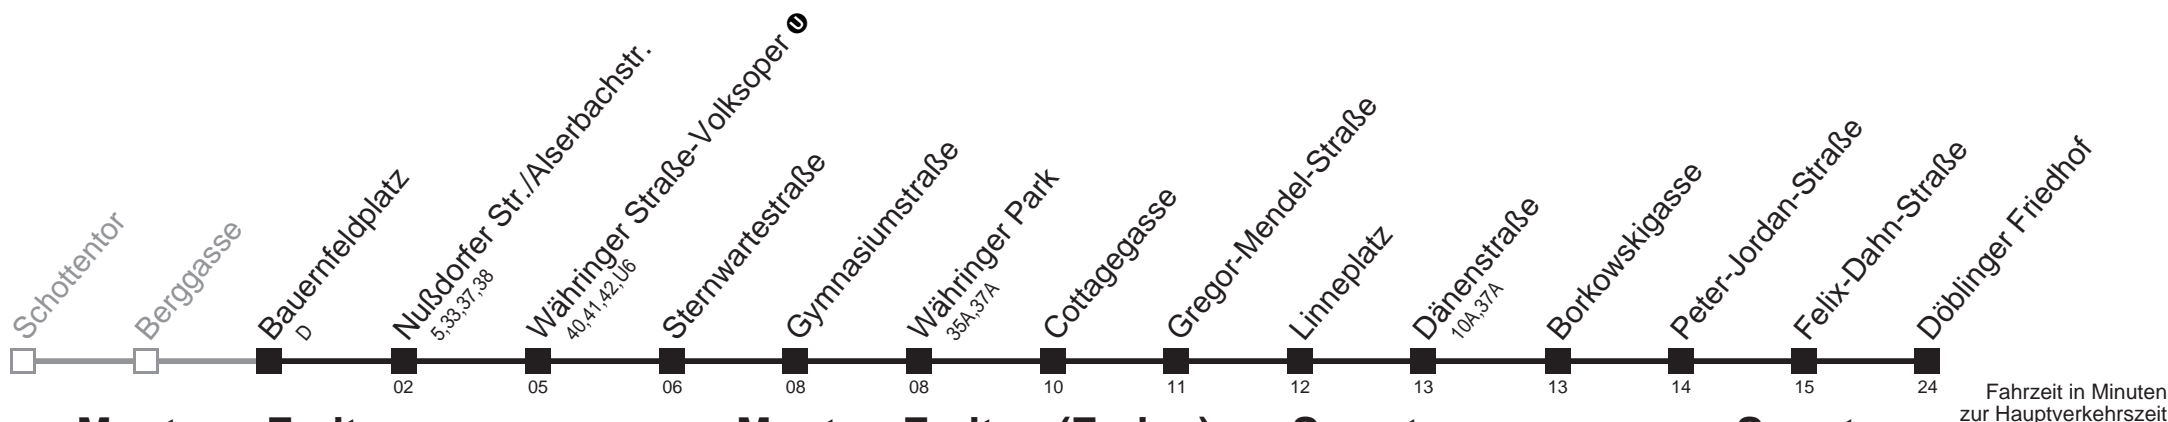 Schottentor
Berggasse
Bauernfeldplatz
D
Nußdorfer Str./Alserbachstr.
5,33,37,38
Währinger Straße-Volksoper U
40,41,42,U6
Sternwartestraße
Gymnasiumstraße
Währinger Park
35A,37A
Cottagegasse
Gregor-Mendel-Straße
Linneplatz
Dänenstraße
10A,37A
Borkowskigasse
Peter-Jordan-Straße
Felix-Dahn-Straße
Döblinger Friedhof
02 05 06 08 08 10 11 12 13 13 14 15 24
Fahrzeit in Minuten
zur Hauptverkehrszeit